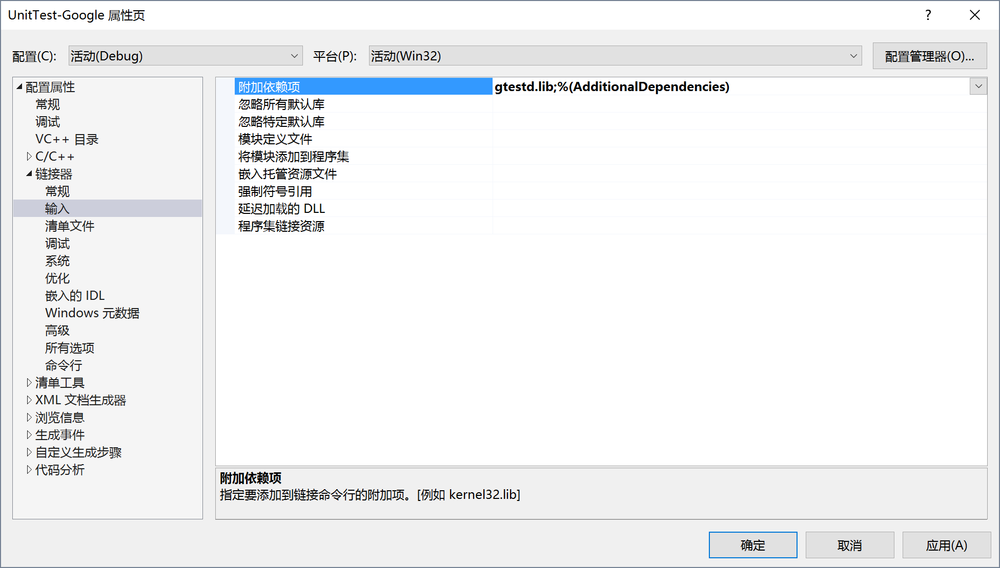 UnitTest-Google 属性页
?
配置(C):
活动(Debug)
平台(P):
活动(Win32)
配置管理器(O)...
配置属性
常规
调试
VC++ 目录
C/C++
链接器
常规
输入
清单文件
调试
系统
优化
嵌入的 IDL
Windows 元数据
高级
所有选项
命令行
清单工具
XML 文档生成器
浏览信息
生成事件
自定义生成步骤
代码分析
附加依赖项
gtestd.lib;%(AdditionalDependencies)
忽略所有默认库
忽略特定默认库
模块定义文件
将模块添加到程序集
嵌入托管资源文件
强制符号引用
延迟加载的 DLL
程序集链接资源
附加依赖项
指定要添加到链接命令行的附加项。[例如 kernel32.lib]
确定
取消
应用(A)